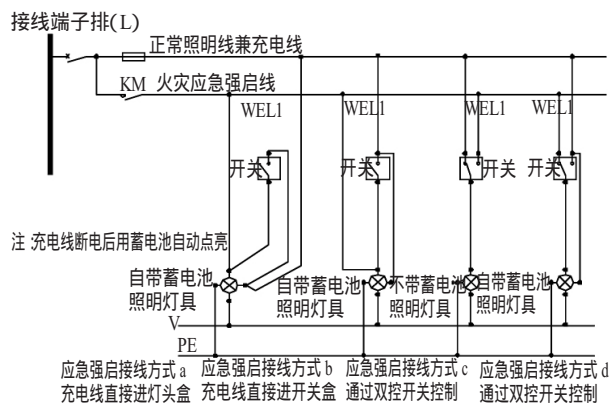 接线端子排(L)
正常照明线兼充电线
KM 火灾应急强启线
WEL1 WEL1 WEL1 WEL1
开关 开关 开关 开关
注:充电线断电后用蓄电池自动点亮
自带蓄电池 自带蓄电池 不带蓄电池 自带蓄电池
照明灯具 照明灯具 照明灯具 照明灯具
V
PE
应急强启接线方式 a 应急强启接线方式 b 应急强启接线方式 c 应急强启接线方式 d
充电线直接进灯头盒 充电线直接进开关盒 通过双控开关控制 通过双控开关控制